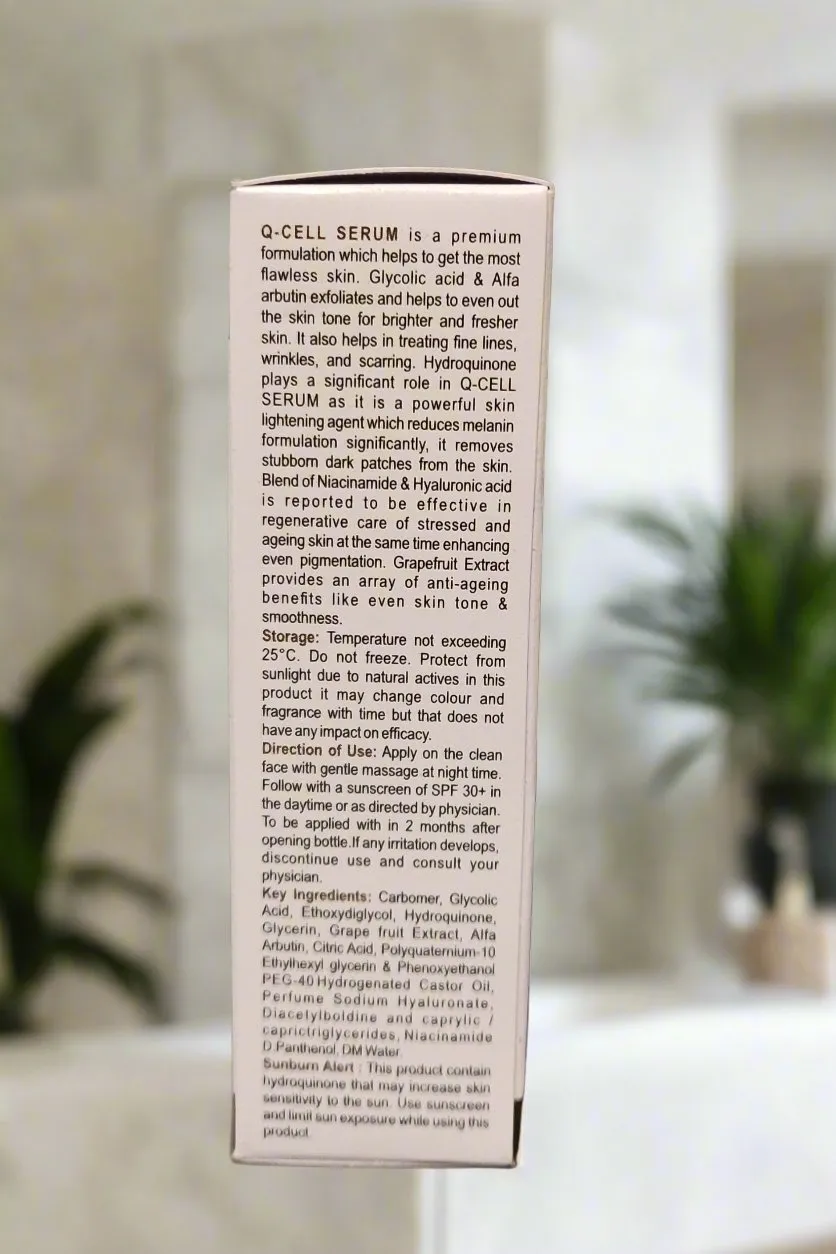 Q-CELL SERUM is a premium
formulation which helps to get the most
flawless skin. Glycolic acid & Alfa
arbutin exfoliates and helps to even out
the skin tone for brighter and fresher
skin. It also helps in treating fine lines,
wrinkles, and scarring. Hydroquinone
plays a significant role in Q-CELL
SERUM as it is a powerful skin
lightening agent which reduces melanin
formulation significantly, it removes
stubborn dark patches from the skin.
Blend of Niacinamide & Hyaluronic acid
is reported to be effective in
regenerative care of stressed and
ageing skin at the same time enhancing
even pigmentation. Grapefruit Extract
provides an array of anti-ageing
benefits like even skin tone &
smoothness.
Storage: Temperature not exceeding
25°C. Do not freeze. Protect from
sunlight due to natural actives in this
product it may change colour and
fragrance with time but that does not
have any impact on efficacy.
Direction of Use: Apply on the clean
face with gentle massage at night time.
Follow with a sunscreen of SPF 30+ in
the daytime or as directed by physician.
To be applied with in 2 months after
opening bottle.If any irritation develops,
discontinue use and consult your
physician.
Key Ingredients: Carbomer, Glycolic
Acid, Ethoxydiglycol, Hydroquinone,
Glycerin, Grape fruit Extract, Alfa
Arbutin, Citric Acid, Polyquaternium-10
Ethylhexyl glycerin & Phenoxyethanol
PEG-40 Hydrogenated Castor Oil,
Perfume Sodium Hyaluronate,
Diacetylboldine and caprylic /
caprictriglycerides, Niacinamide
D.Panthenol, DM Water.
Sunburn Alert : This product contain
hydroquinone that may increase skin
sensitivity to the sun. Use sunscreen
and limit sun exposure while using this
product.